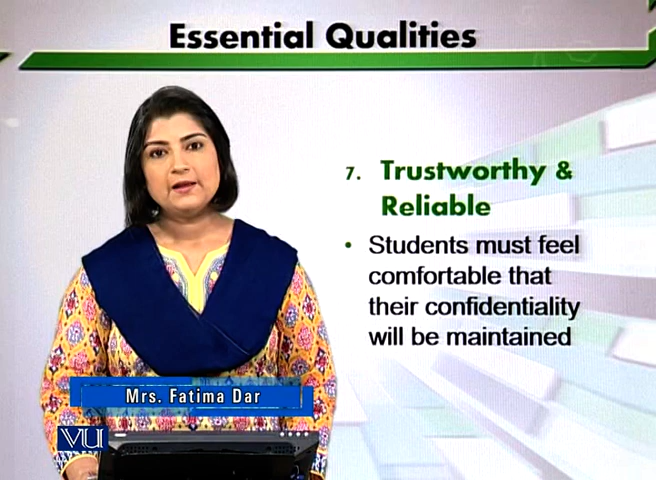 Essential Qualities
7. Trustworthy &
Reliable
• Students must feel
comfortable that
their confidentiality
will be maintained
Mrs. Fatima Dar
VU